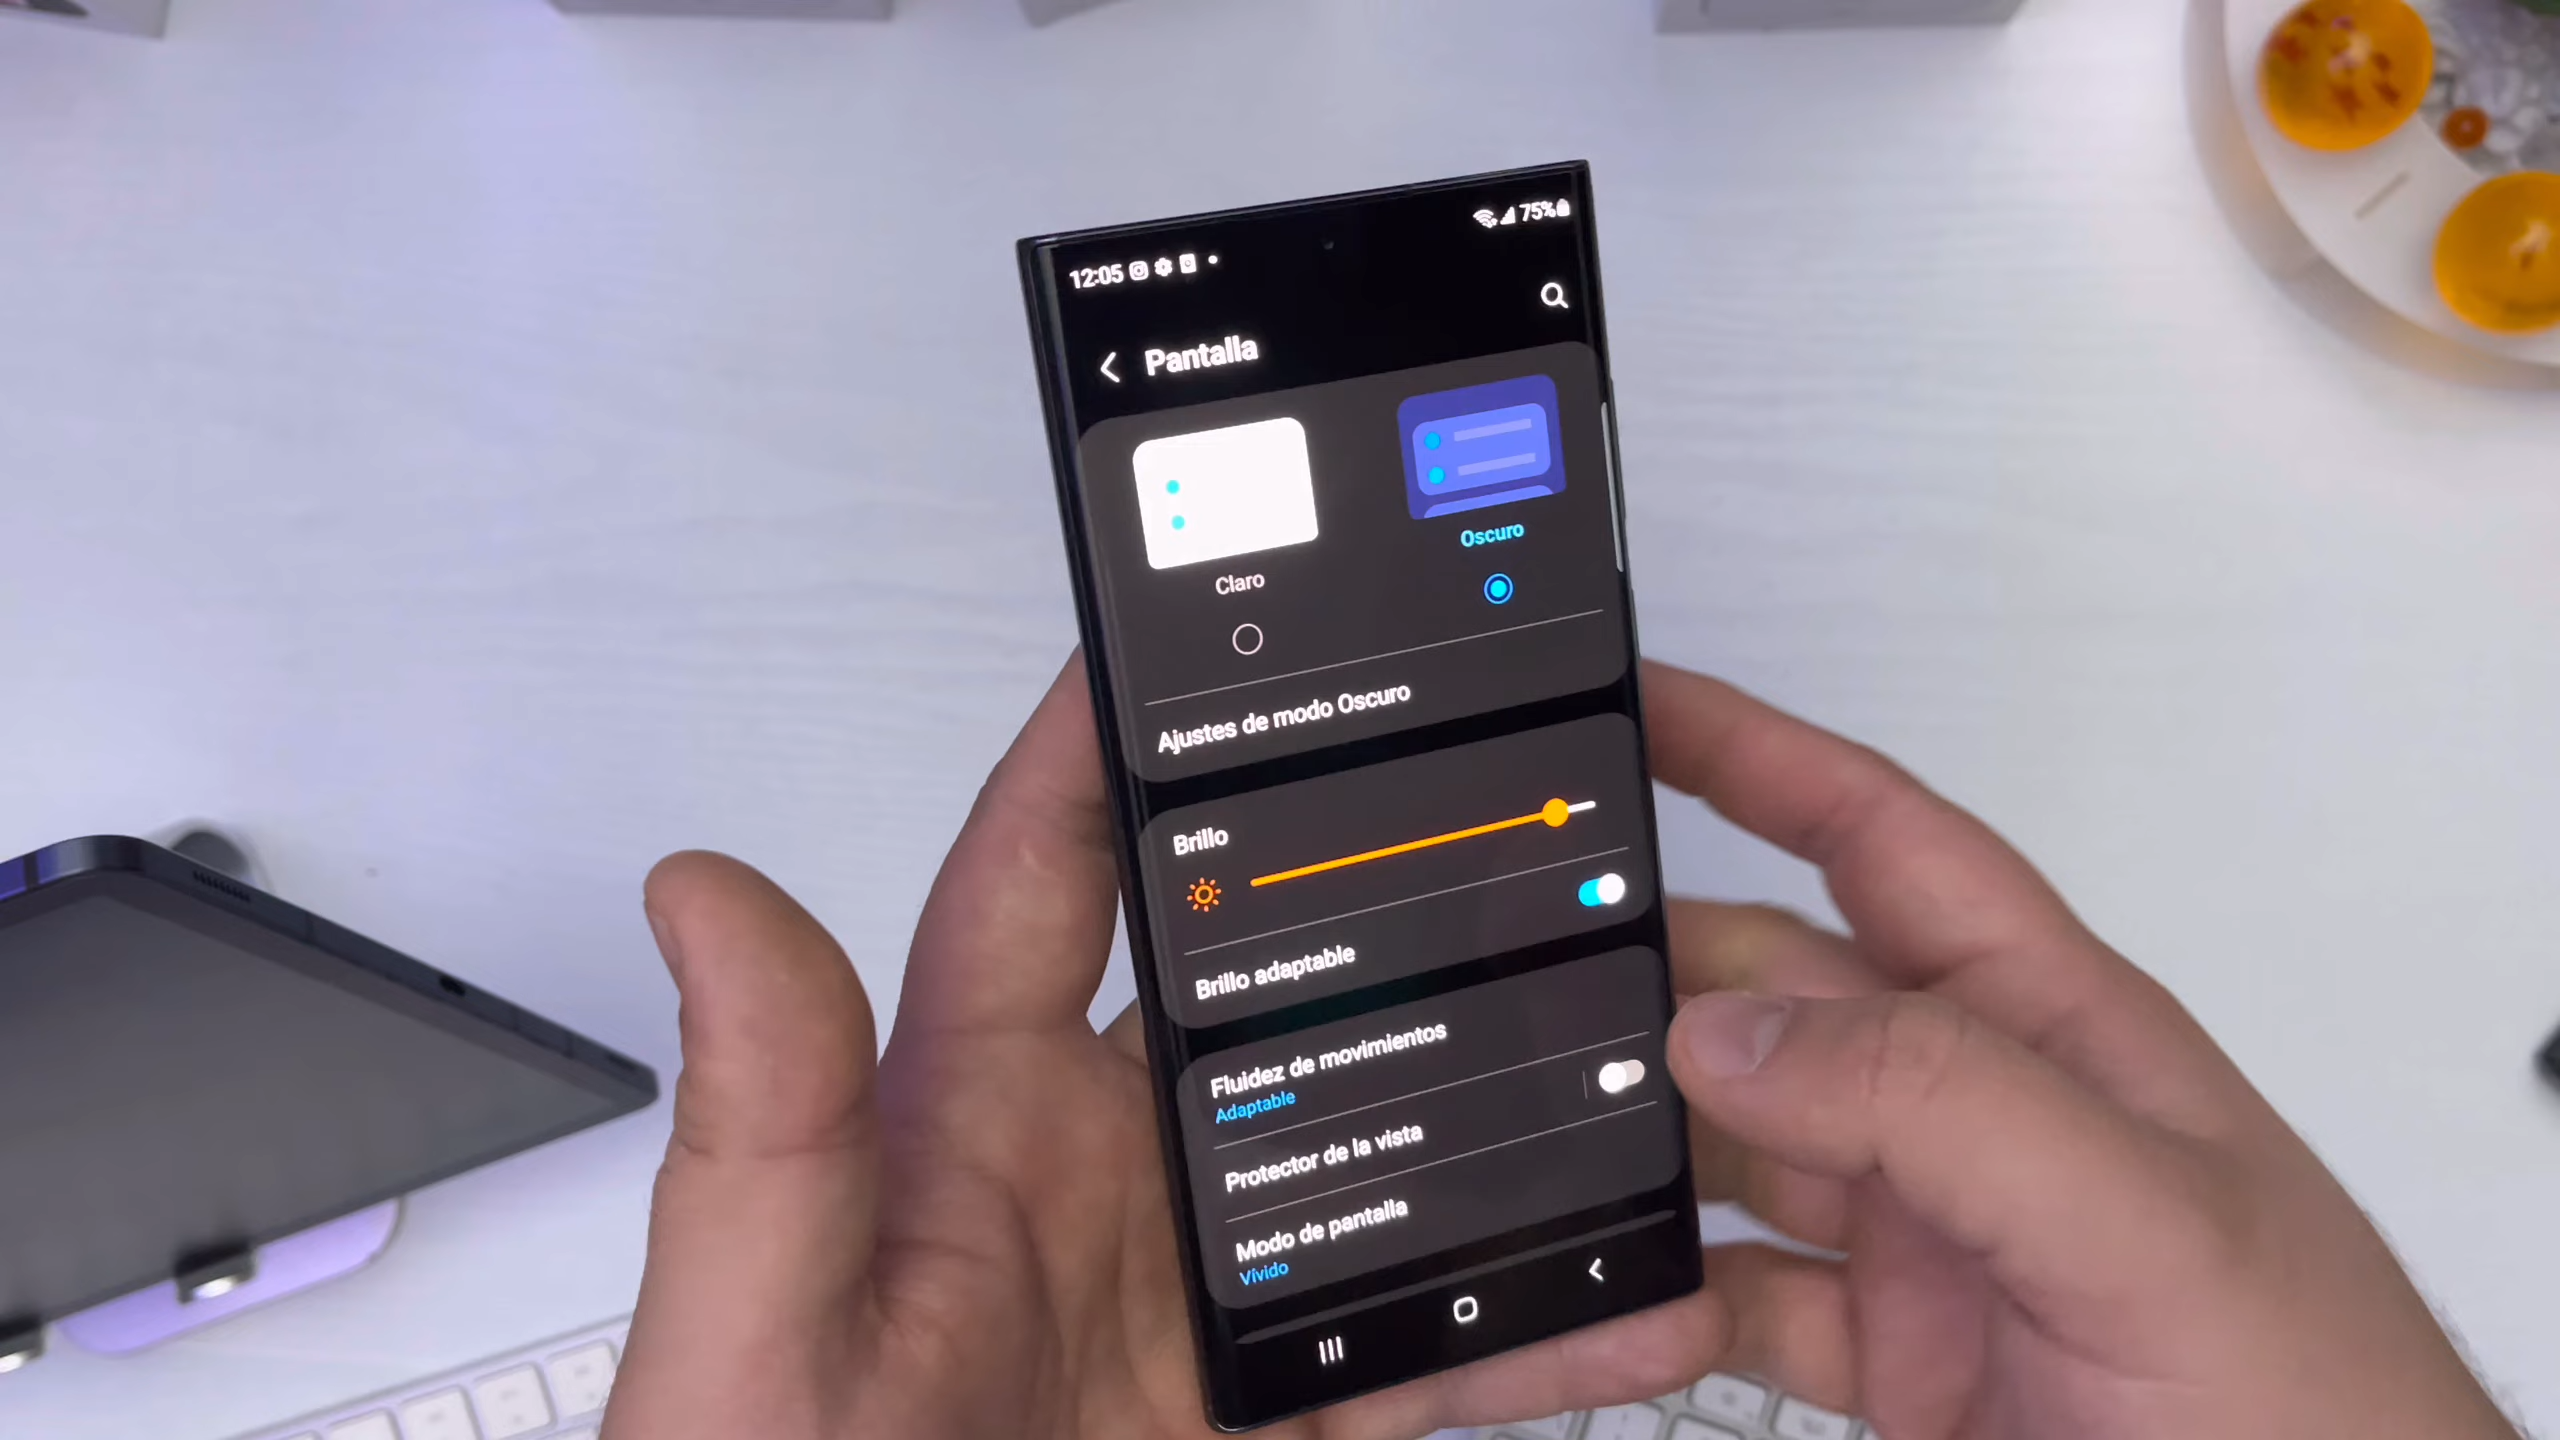 12:05
75%
Pantalla
Claro
Oscuro
Ajustes de modo Oscuro
Brillo
Brillo adaptable
Fluidez de movimientos
Adaptable
Protector de la vista
Modo de pantalla
Vívido